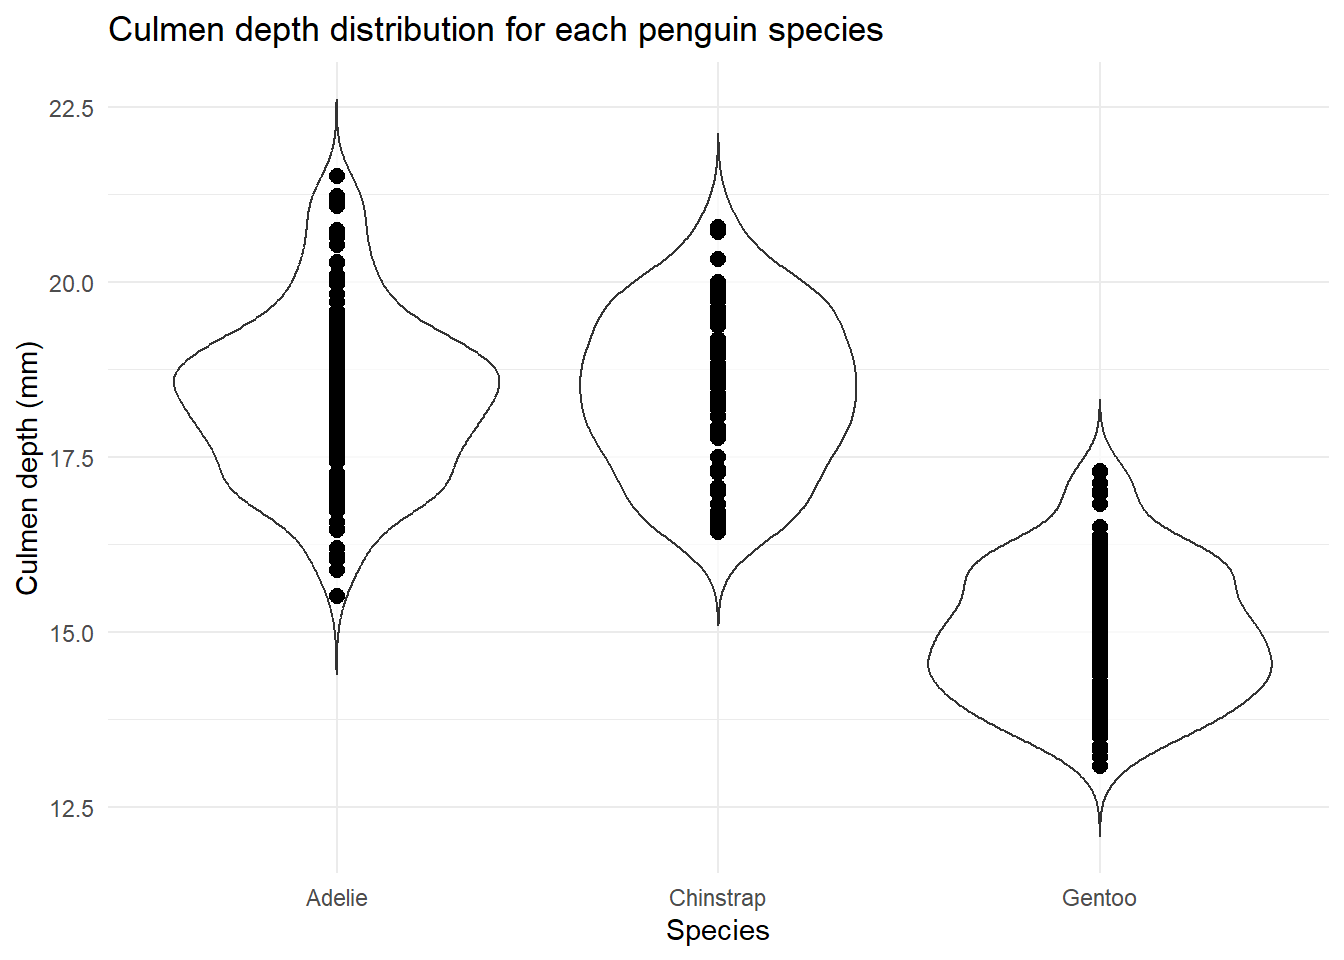 Culmen depth distribution for each penguin species
22.5
20.0
17.5
15.0
12.5
Culmen depth (mm)
Adelie Chinstrap Gentoo
Species